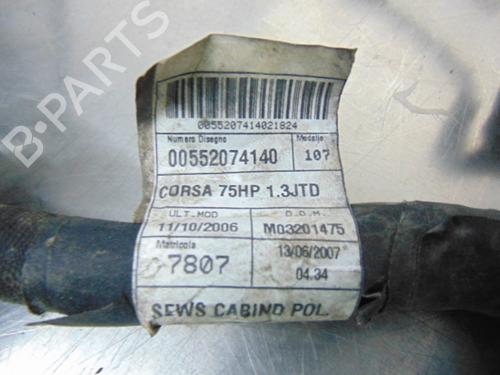 0055207414021824
Numero Disegno Modello
00552074140 107
CORSA 75HP 1.3JTD
ULT.MOD D.D.M.
11/10/2006 M03201475
Matricola 13/06/2007
7807 04.34
SEWS CABIND POL.
B